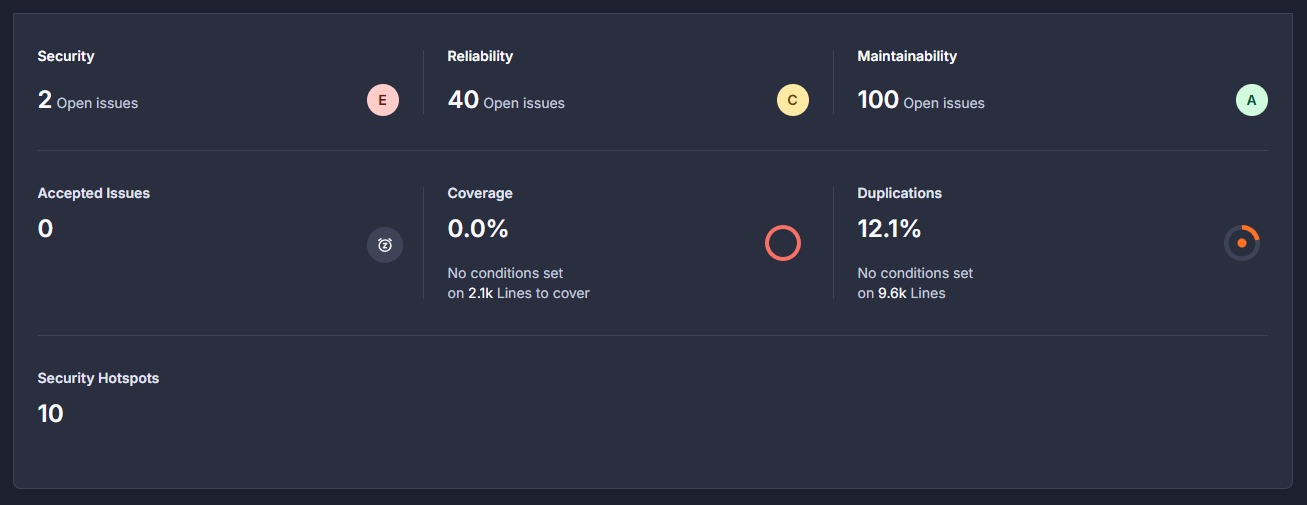 Security
2 Open issues
E
Reliability
40 Open issues
C
Maintainability
100 Open issues
A
Accepted Issues
0
Coverage
0.0%
No conditions set
on 2.1k Lines to cover
Duplications
12.1%
No conditions set
on 9.6k Lines
Security Hotspots
10